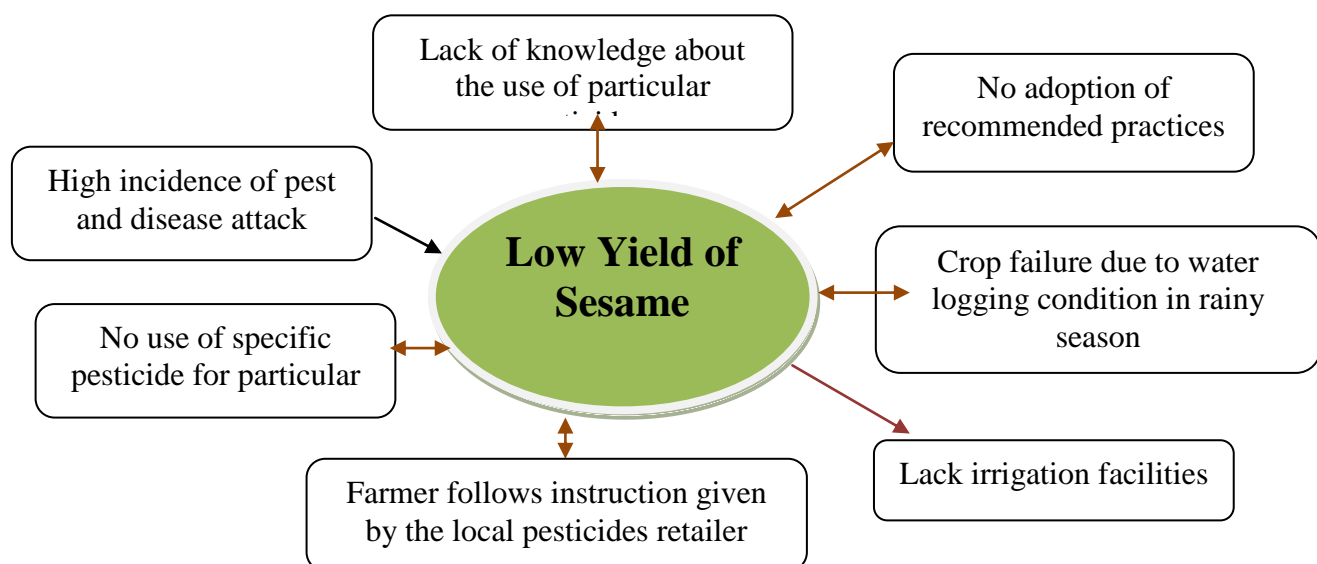 Lack of knowledge about
the use of particular
No adoption of
recommended practices
High incidence of pest
and disease attack
Low Yield of
Sesame
Crop failure due to water
logging condition in rainy
season
No use of specific
pesticide for particular
Lack irrigation facilities
Farmer follows instruction given
by the local pesticides retailer